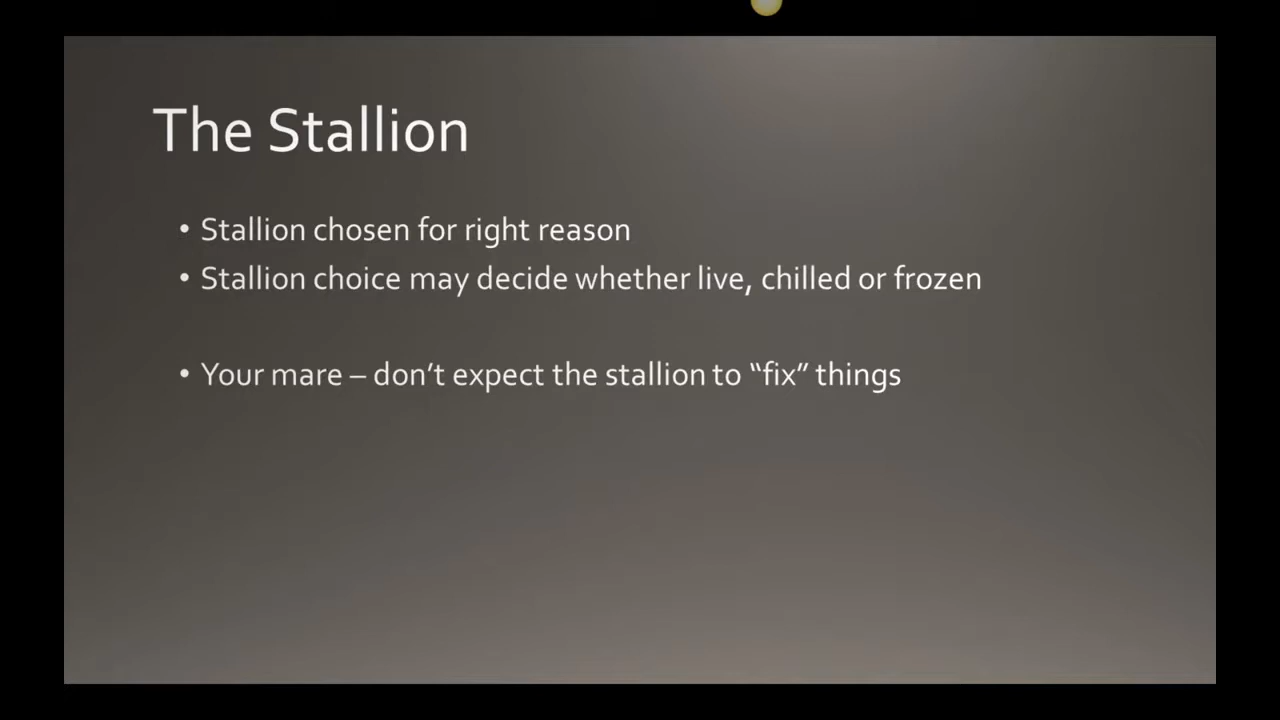 The Stallion
• Stallion chosen for right reason
• Stallion choice may decide whether live, chilled or frozen
• Your mare – don’t expect the stallion to “fix” things